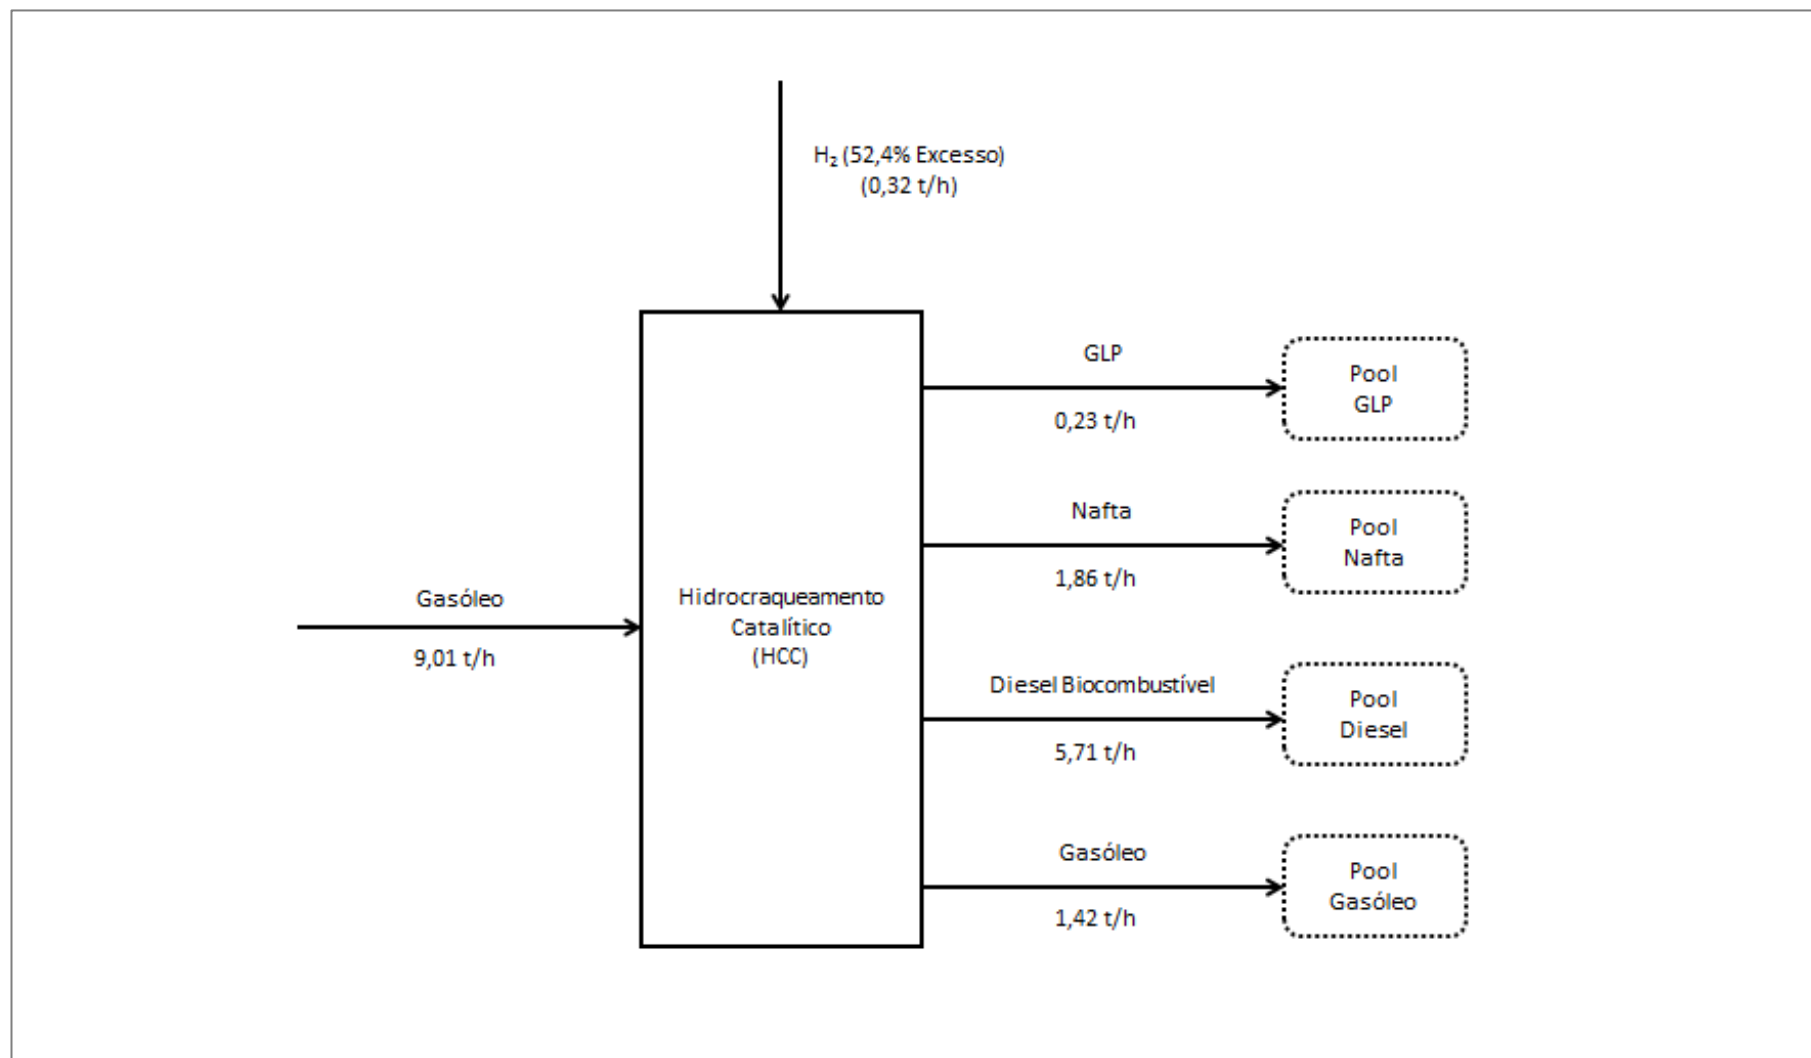 H₂ (52,4% Excesso)
(0,32 t/h)
GLP
0,23 t/h
Pool
GLP
Nafta
1,86 t/h
Pool
Nafta
Gasóleo
9,01 t/h
Hidrocraqueamento
Catalítico
(HCC)
Diesel Biocombustível
5,71 t/h
Pool
Diesel
Gasóleo
1,42 t/h
Pool
Gasóleo